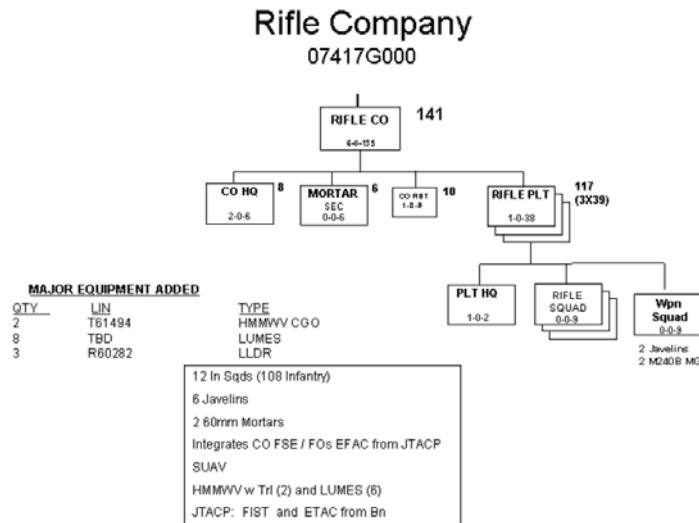 Rifle Company
07417G000
RIFLE CO
6-0-135
141
CO HQ
2-0-6
8
MORTAR
SEC
0-0-6
6
CO FIST
1-0-9
10
RIFLE PLT
1-0-38
117
(3X39)
PLT HQ
1-0-2
RIFLE
SQUAD
0-0-9
Wpn
Squad
0-0-9
2 Javelins
2 M240B MG
MAJOR EQUIPMENT ADDED
QTY LIN TYPE
2 T61494 HMMWV CGO
8 TBD LUMES
3 R60282 LLDR
12 In Sqds (108 Infantry)
6 Javelins
2 60mm Mortars
Integrates CO FSE / FOs EFAC from JTACP
SUAV
HMMWV w Trl (2) and LUMES (6)
JTACP: FIST and ETAC from Bn